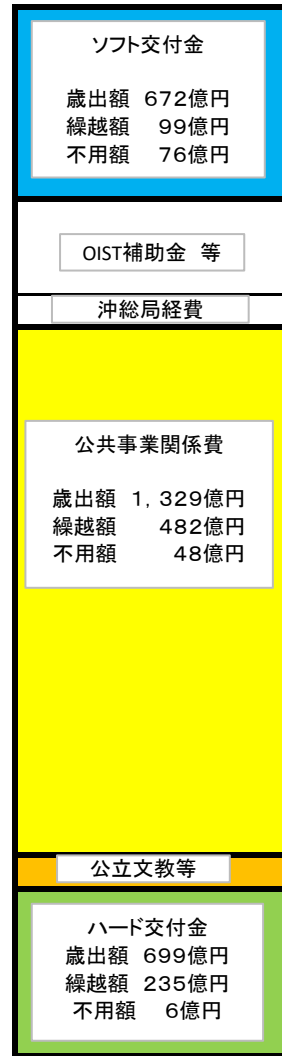 ソフト交付金
歳出額 672億円
繰越額 99億円
不用額 76億円
OIST補助金 等
沖総局経費
公共事業関係費
歳出額 1,329億円
繰越額 482億円
不用額 48億円
公立文教等
ハード交付金
歳出額 699億円
繰越額 235億円
不用額 6億円